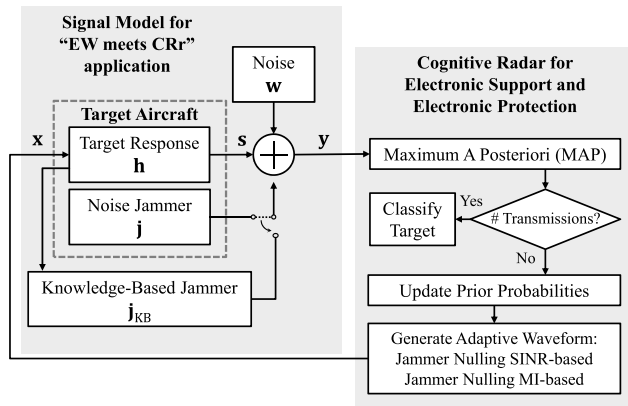 Signal Model for
“EW meets CRr”
application
Noise
w
Target Aircraft
x
Target Response
h
s
y
Noise Jammer
j
Knowledge-Based Jammer
j_KB
Cognitive Radar for
Electronic Support and
Electronic Protection
Maximum A Posteriori (MAP)
Classify
Target
Yes
# Transmissions?
No
Update Prior Probabilities
Generate Adaptive Waveform:
Jammer Nulling SINR-based
Jammer Nulling MI-based